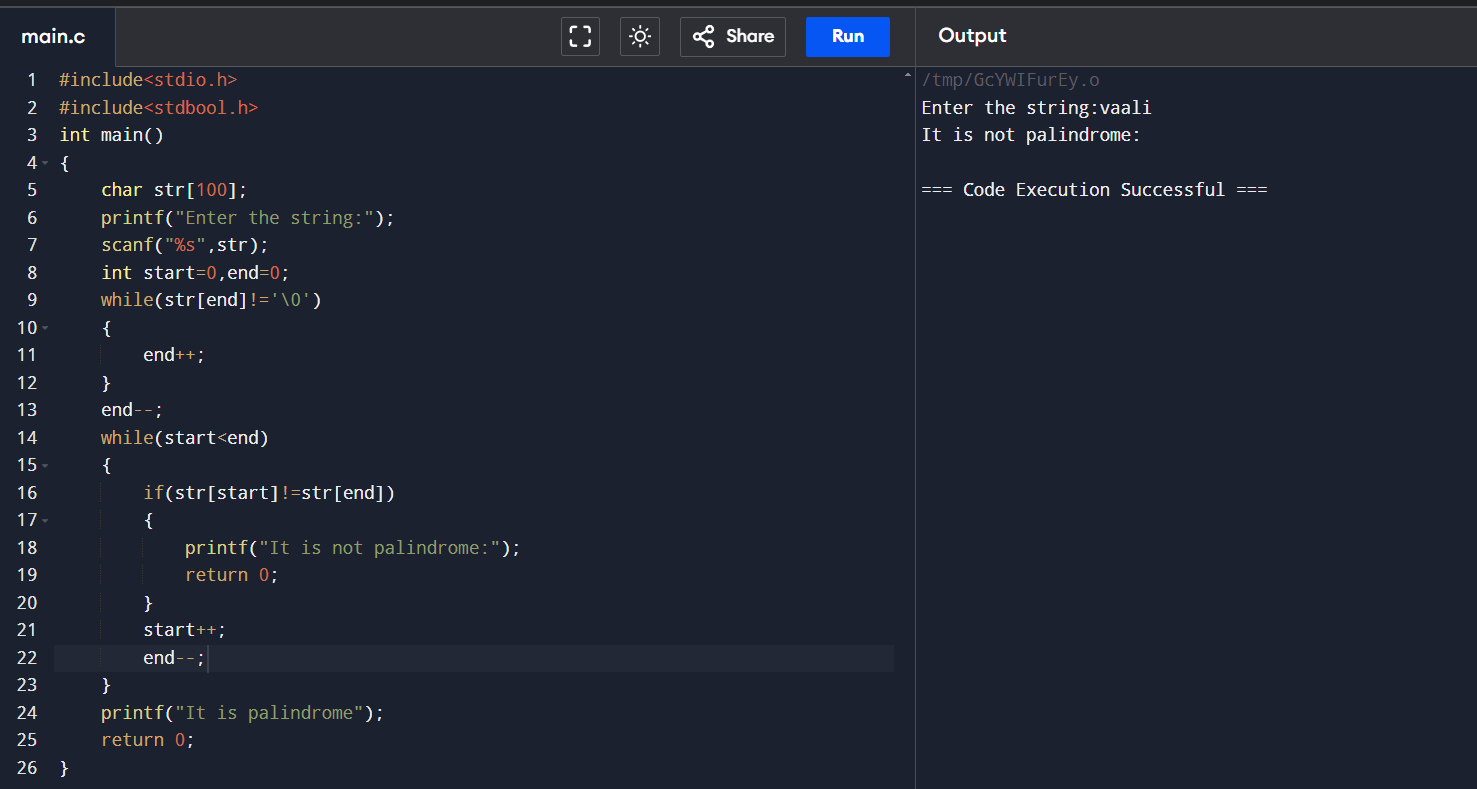 main.c
Share
Run
Output
1 #include<stdio.h>
2 #include<stdbool.h>
3 int main()
4 {
5     char str[100];
6     printf("Enter the string:");
7     scanf("%s",str);
8     int start=0,end=0;
9     while(str[end]!='\0')
10     {
11         end++;
12     }
13     end--;
14     while(start<end)
15     {
16         if(str[start]!=str[end])
17         {
18             printf("It is not palindrome:");
19             return 0;
20         }
21         start++;
22         end--;
23     }
24     printf("It is palindrome");
25     return 0;
26 }
/tmp/GcYWIFurEy.o
Enter the string:vaali
It is not palindrome:
=== Code Execution Successful ===